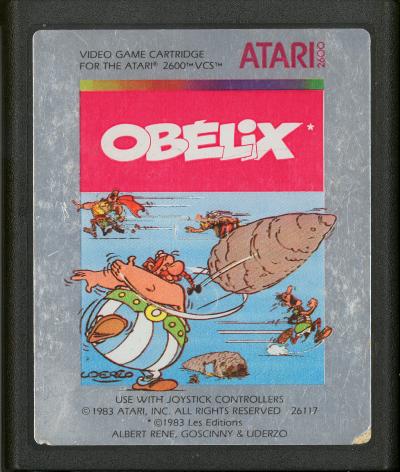 VIDEO GAME CARTRIDGE
FOR THE ATARI® 2600™ VCS™
ATARI®
2600
OBÉLiX *
UDERZO
USE WITH JOYSTICK CONTROLLERS
©1983 ATARI, INC. ALL RIGHTS RESERVED 26117
* ©1983 Les Editions
ALBERT RENE, GOSCINNY & UDERZO